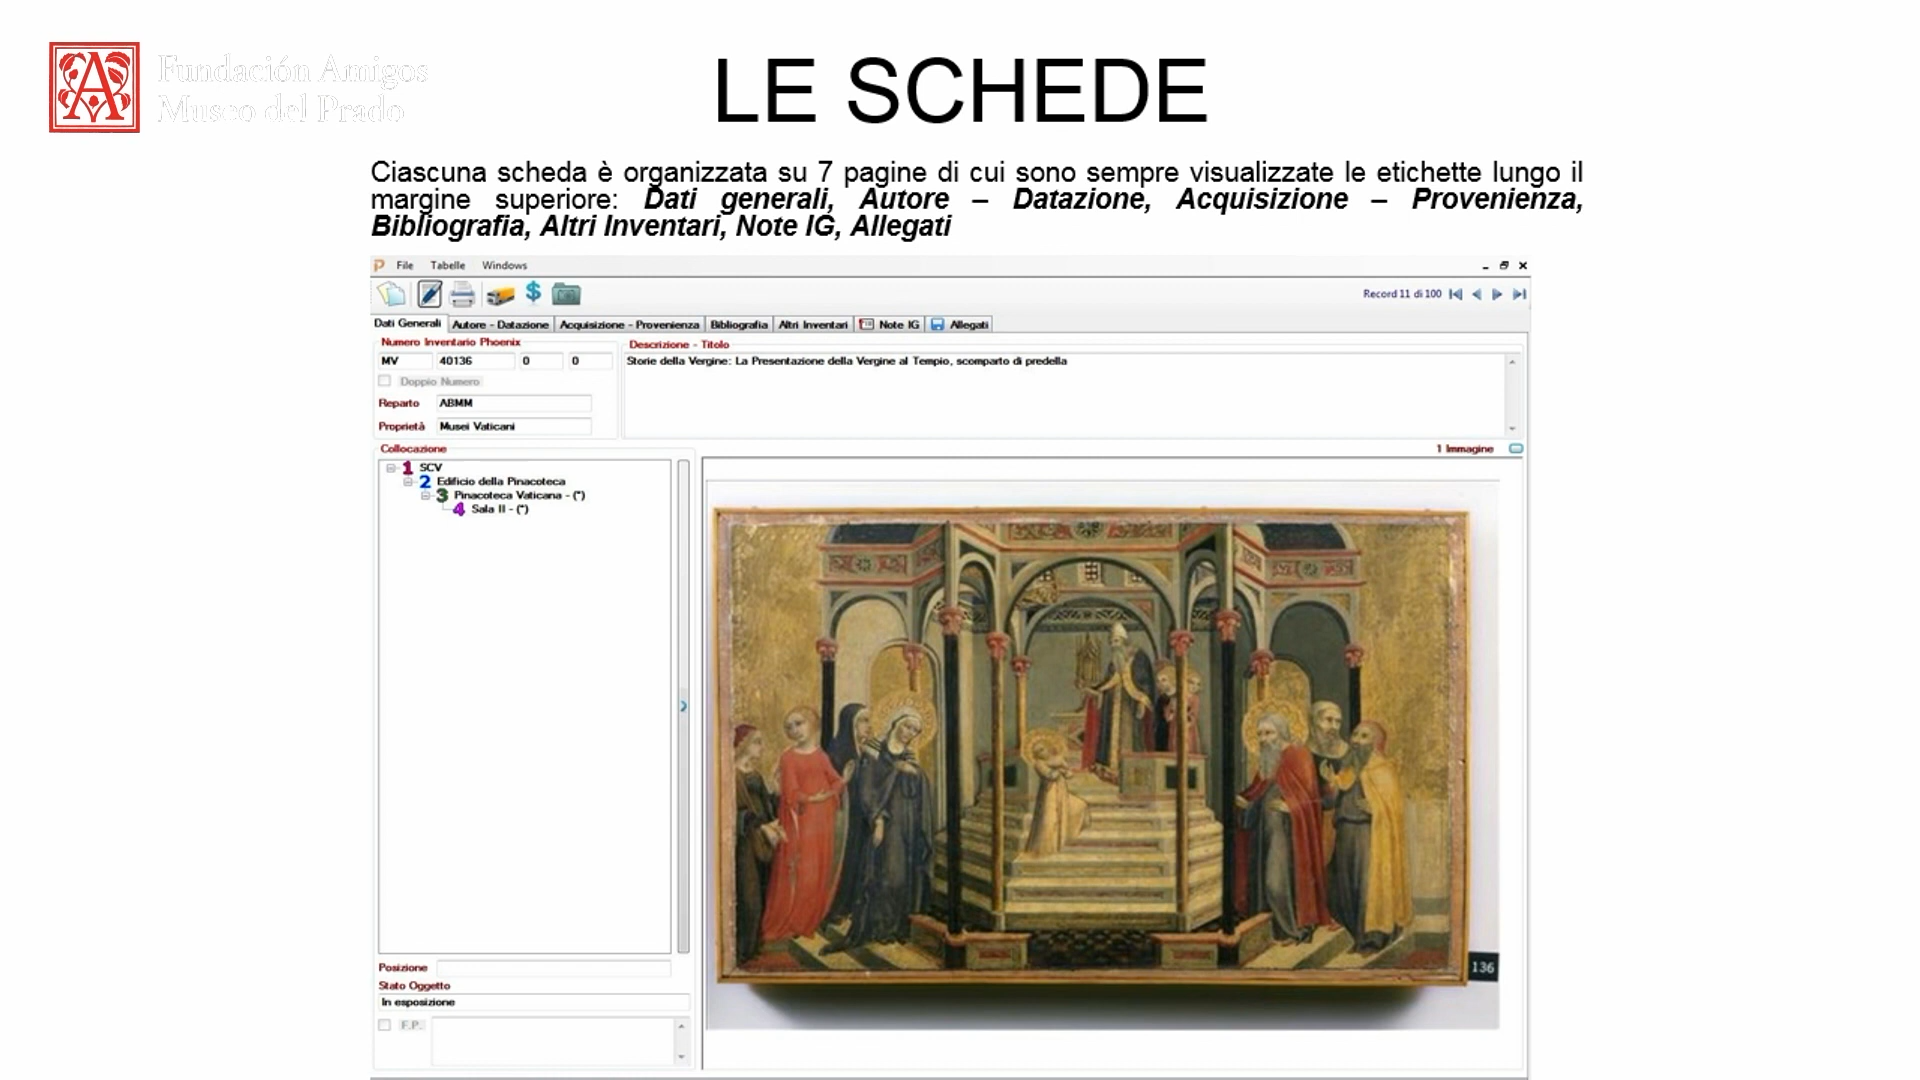 Fundación Amigos
Museo del Prado
LE SCHEDE
Ciascuna scheda è organizzata su 7 pagine di cui sono sempre visualizzate le etichette lungo il
margine superiore: Dati generali, Autore – Datazione, Acquisizione – Provenienza,
Bibliografia, Altri Inventari, Note IG, Allegati
File Tabelle Windows
Record 11 di 100
Dati Generali Autore - Datazione Acquisizione - Provenienza Bibliografia Altri Inventari Note IG Allegati
Numero Inventario Phoenix
MV 40136 0 0
Doppio Numero
Reparto ABMM
Proprietà Musei Vaticani
Descrizione - Titolo
Storie della Vergine: La Presentazione della Vergine al Tempio, scomparto di predella
Collocazione
1 Immagine
1 SCV
2 Edificio della Pinacoteca
3 Pinacoteca Vaticana - (*)
4 Sala II - (*)
136
Posizione
Stato Oggetto
In esposizione
F.P.